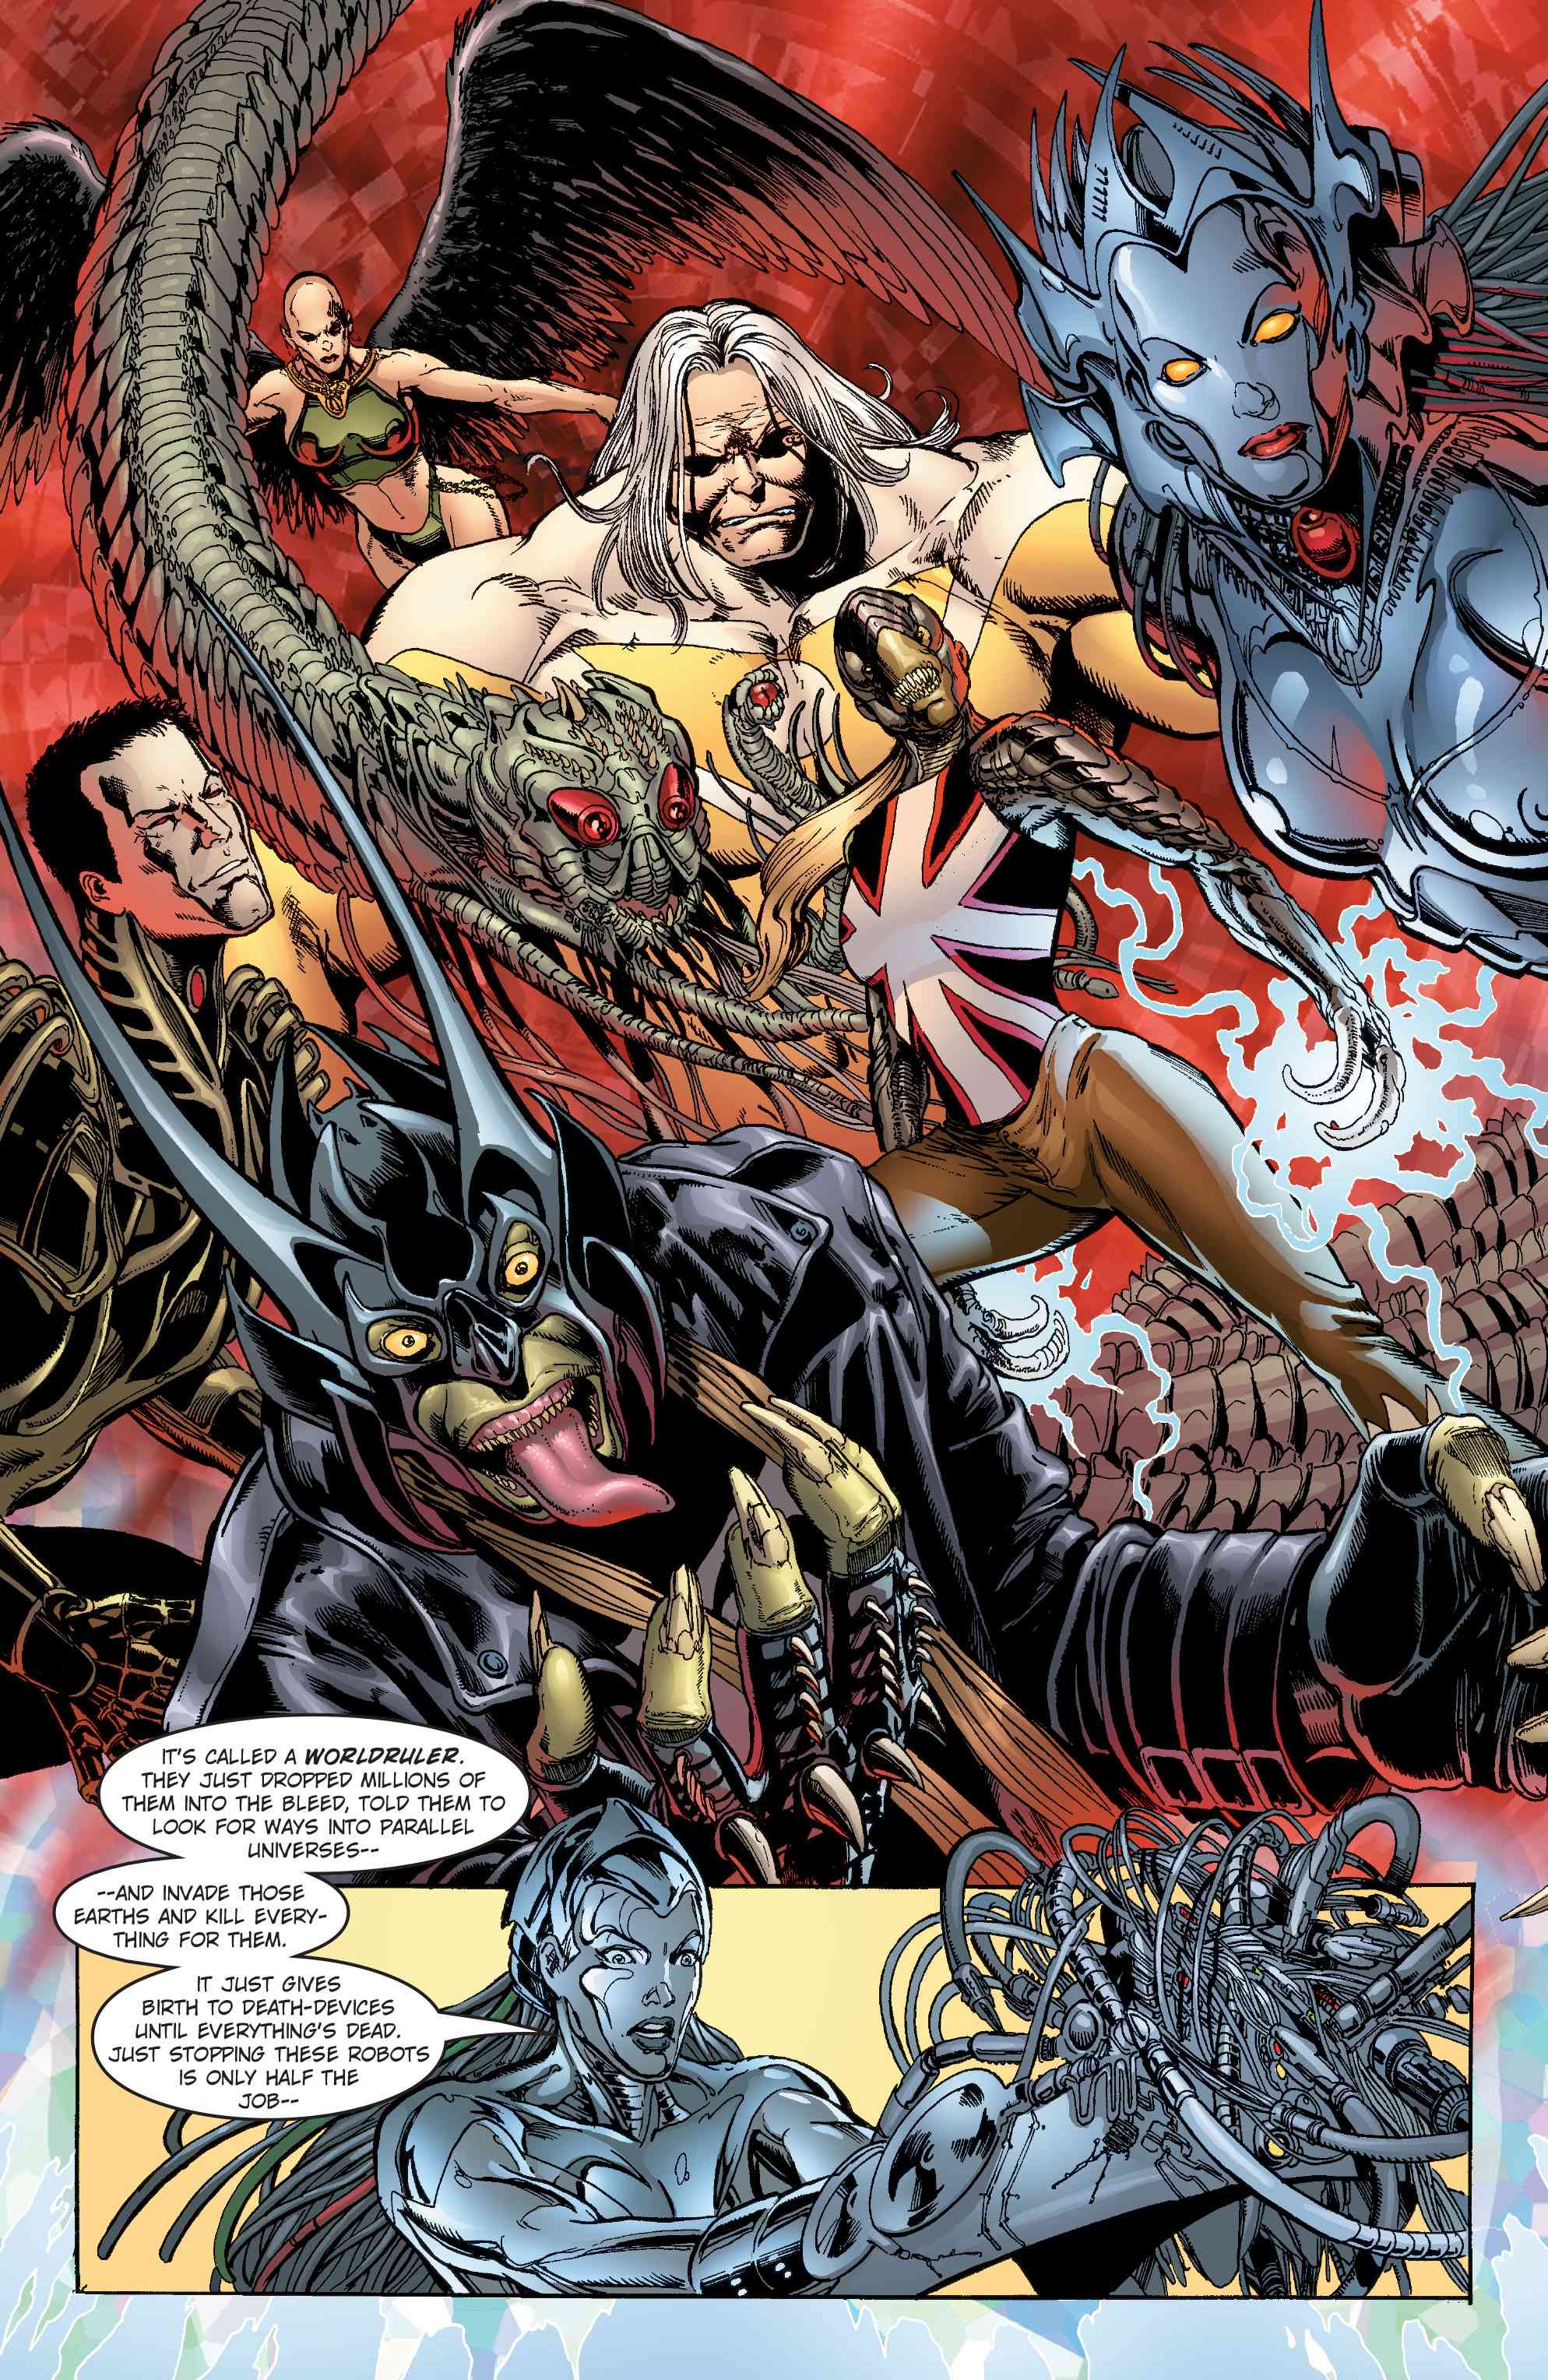 IT'S CALLED A WORLDRULER.
THEY JUST DROPPED MILLIONS OF
THEM INTO THE BLEED, TOLD THEM TO
LOOK FOR WAYS INTO PARALLEL
UNIVERSES--
--AND INVADE THOSE
EARTHS AND KILL EVERY-
THING FOR THEM.
IT JUST GIVES
BIRTH TO DEATH-DEVICES
UNTIL EVERYTHING'S DEAD.
JUST STOPPING THESE ROBOTS
IS ONLY HALF THE
JOB--